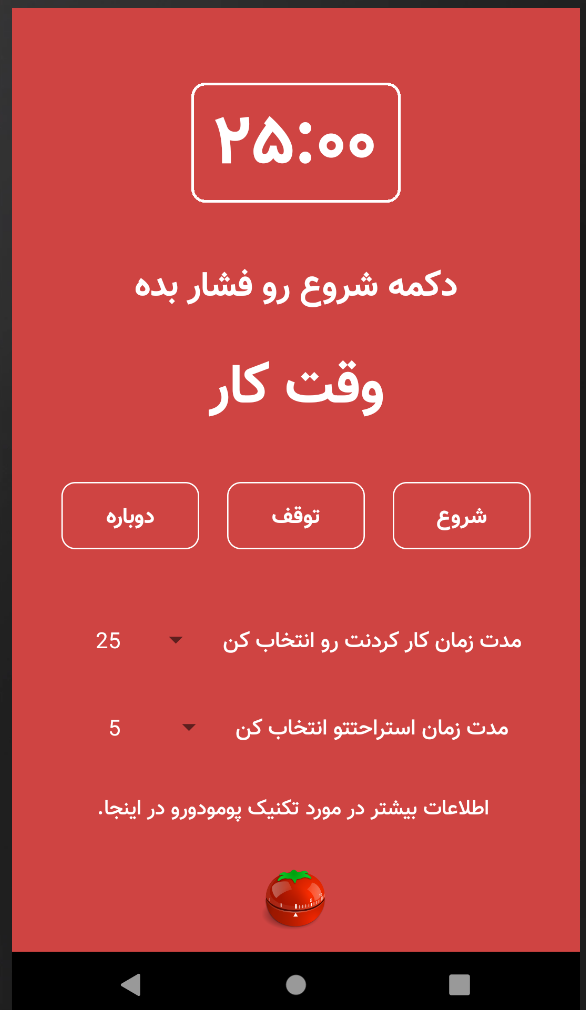 ۲۵:۰۰
دکمه شروع رو فشار بده
وقت کار
شروع توقف دوباره
مدت زمان کار کردنت رو انتخاب کن 25
مدت زمان استراحتتو انتخاب کن 5
اطلاعات بیشتر در مورد تکنیک پومودورو در اینجا.